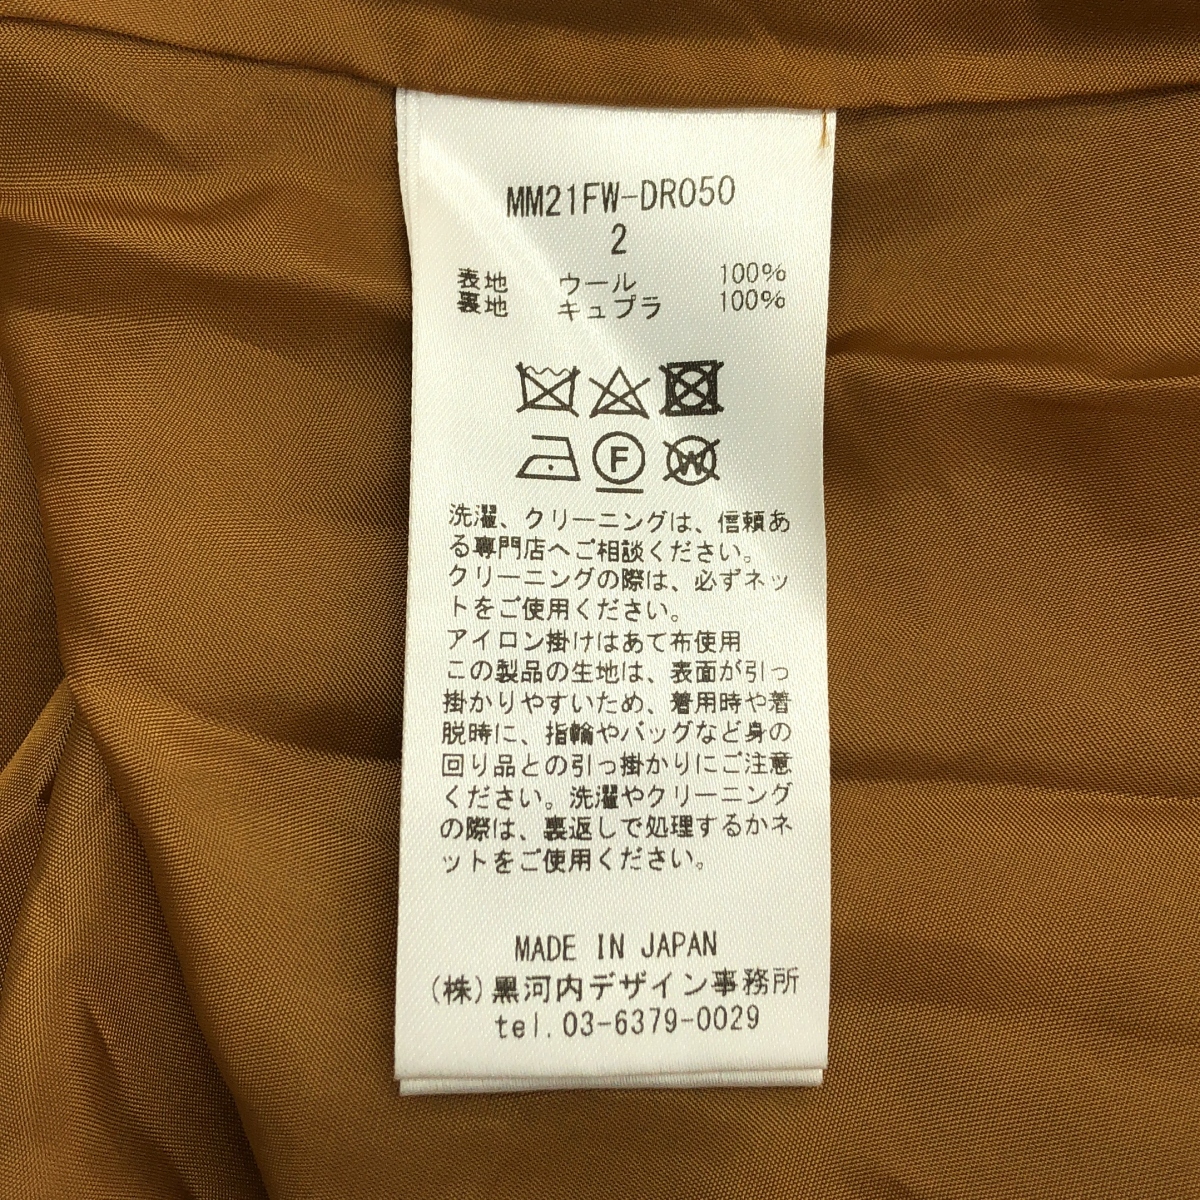 MM21FW-DR050
2
表地 ウール 100%
裏地 キュプラ 100%
F
W
洗濯、クリーニングは、信頼あ
る専門店へご相談ください。
クリーニングの際は、必ずネッ
トをご使用ください。
アイロン掛けはあて布使用
この製品の生地は、表面が引っ
掛かりやすいため、着用時や着
脱時に、指輪やバッグなど身の
回り品との引っ掛かりにご注意
ください。洗濯やクリーニング
の際は、裏返しで処理するかネ
ットをご使用ください。
MADE IN JAPAN
(株)黒河内デザイン事務所
tel.03-6379-0029